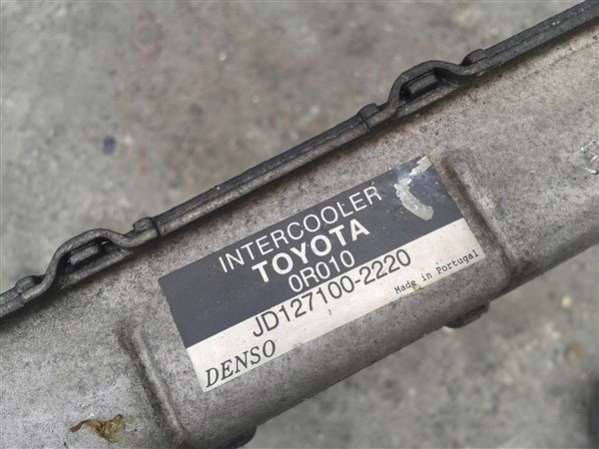 INTERCOOLER
TOYOTA
0R010
JD127100-2220
DENSO
Made in Portugal